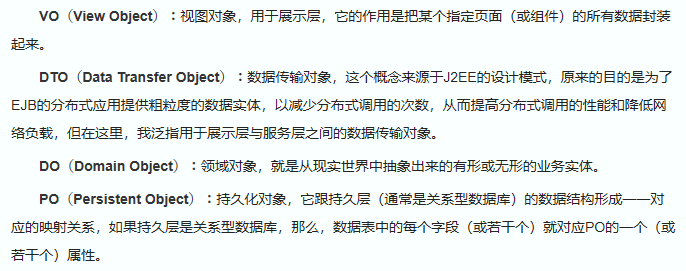 VO（View Object）：视图对象，用于展示层，它的作用是把某个指定页面（或组件）的所有数据封装
起来。
DTO（Data Transfer Object）：数据传输对象，这个概念来源于J2EE的设计模式，原来的目的是为了
EJB的分布式应用提供粗粒度的数据实体，以减少分布式调用的次数，从而提高分布式调用的性能和降低网
络负载，但在这里，我泛指用于展示层与服务层之间的数据传输对象。
DO（Domain Object）：领域对象，就是从现实世界中抽象出来的有形或无形的业务实体。
PO（Persistent Object）：持久化对象，它跟持久层（通常是关系型数据库）的数据结构形成一一对
应的映射关系，如果持久层是关系型数据库，那么，数据表中的每个字段（或若干个）就对应PO的一个（或
若干个）属性。